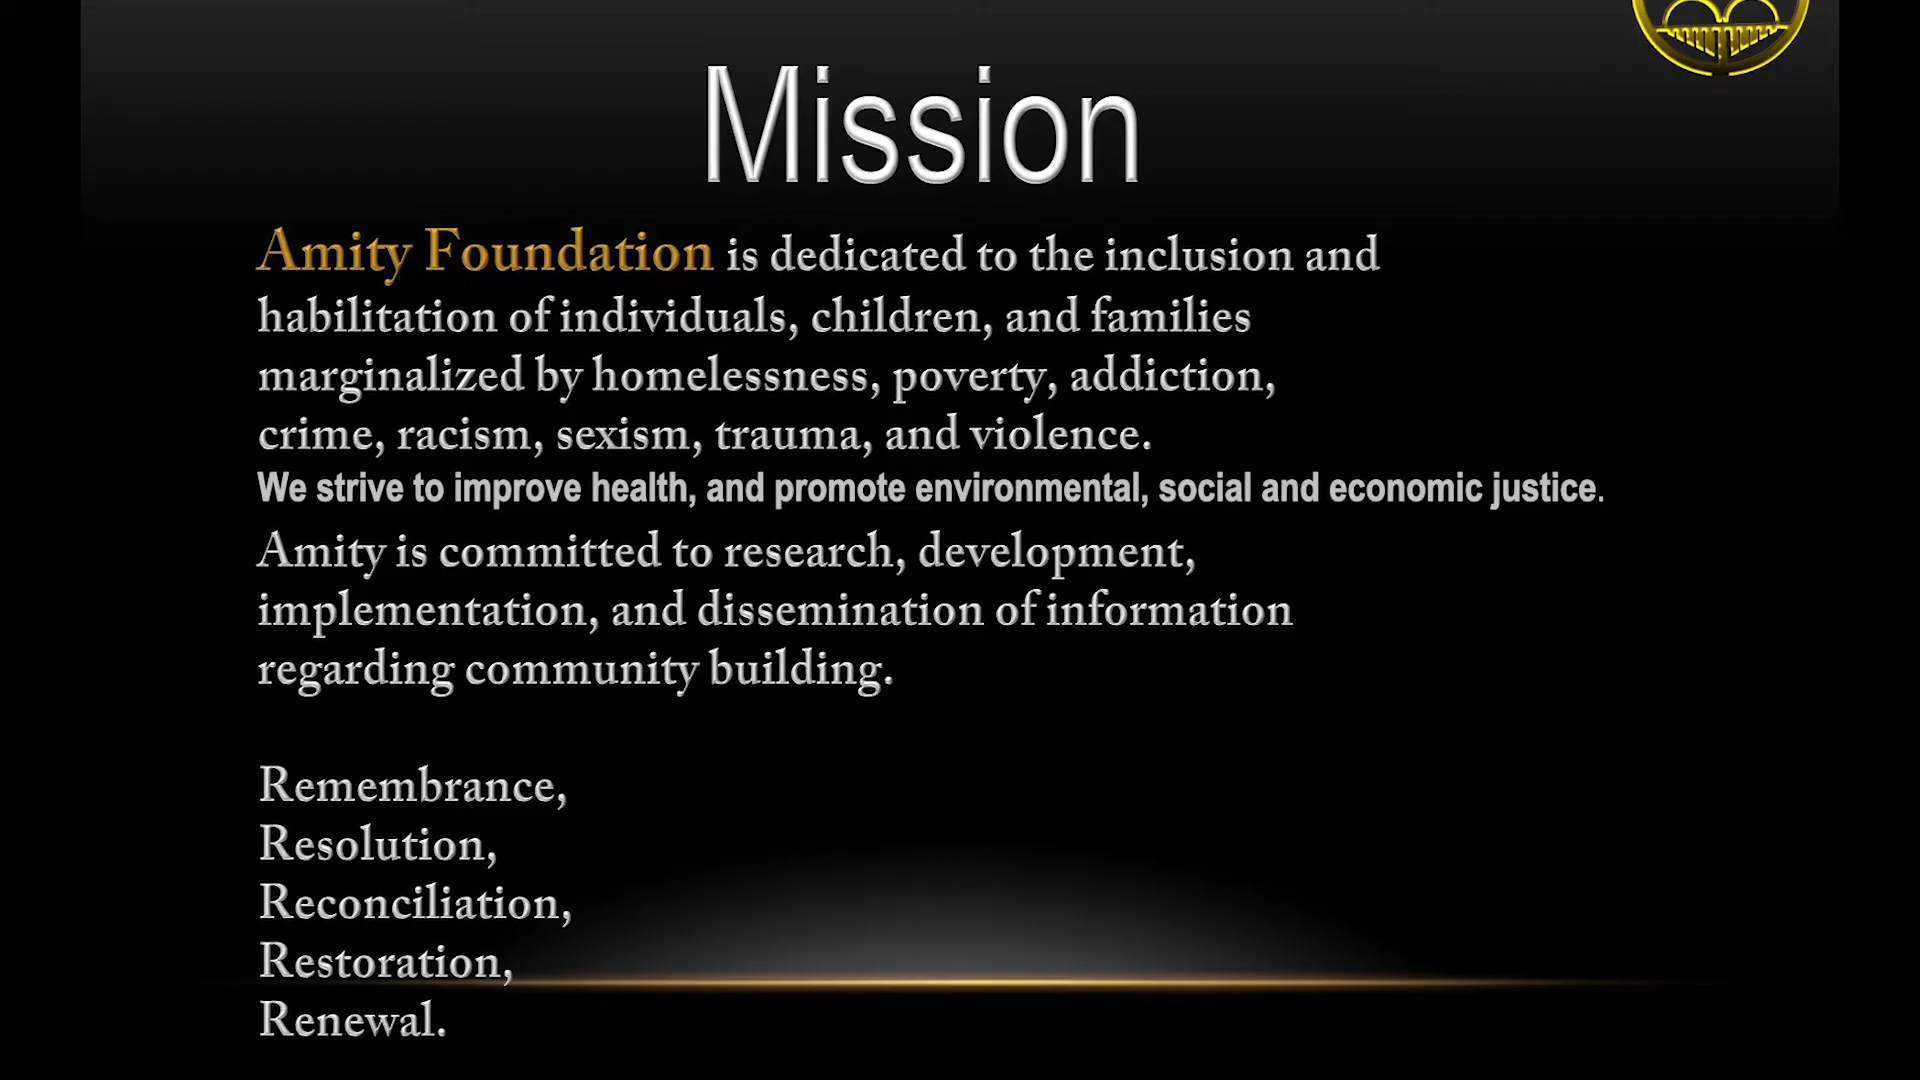 Mission
Amity Foundation is dedicated to the inclusion and
habilitation of individuals, children, and families
marginalized by homelessness, poverty, addiction,
crime, racism, sexism, trauma, and violence.
We strive to improve health, and promote environmental, social and economic justice.
Amity is committed to research, development,
implementation, and dissemination of information
regarding community building.
Remembrance,
Resolution,
Reconciliation,
Restoration,
Renewal.